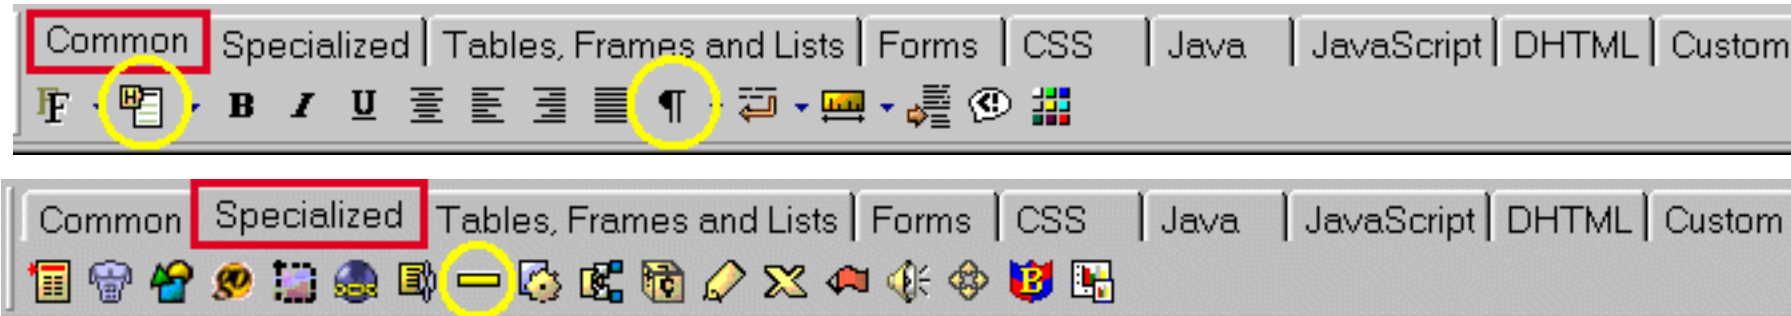 Common Specialized Tables, Frames and Lists Forms CSS Java JavaScript DHTML Custom
F H B I U ¶
Common Specialized Tables, Frames and Lists Forms CSS Java JavaScript DHTML Custom
B